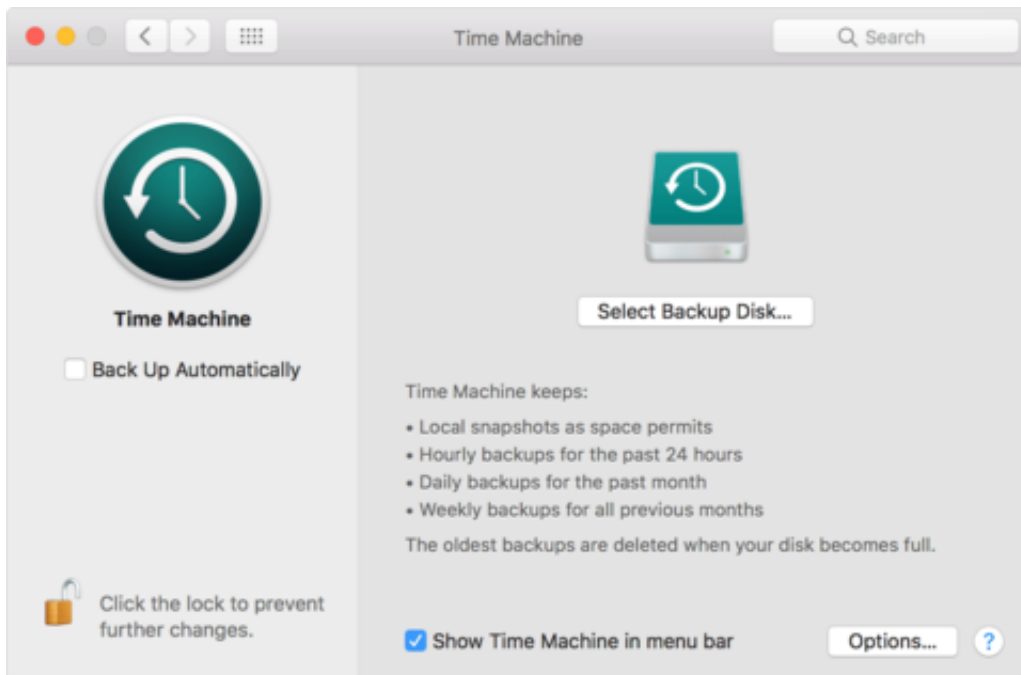 Time Machine
Search
Time Machine
Back Up Automatically
Click the lock to prevent
further changes.
Select Backup Disk...
Time Machine keeps:
• Local snapshots as space permits
• Hourly backups for the past 24 hours
• Daily backups for the past month
• Weekly backups for all previous months
The oldest backups are deleted when your disk becomes full.
Show Time Machine in menu bar
Options...
?